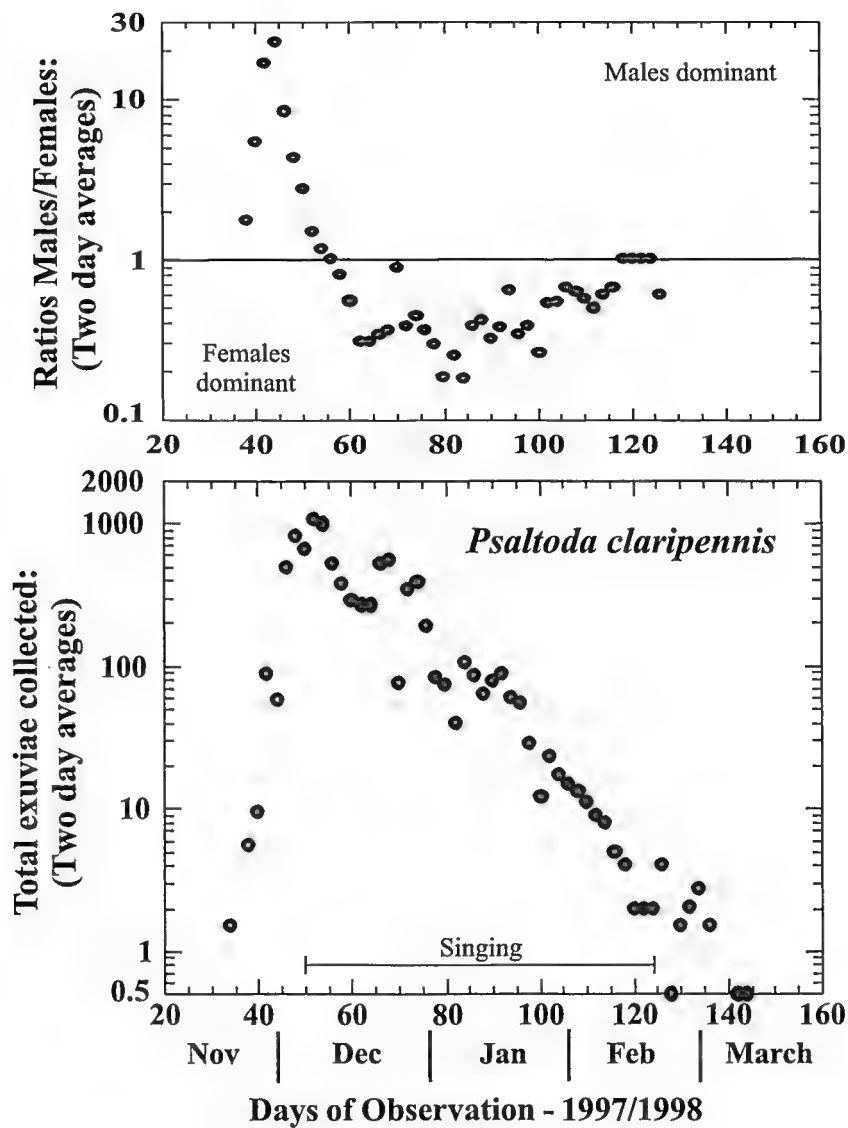 Ratios Males/Females:
(Two day averages)
30
10
1
0.1
Males dominant
Females
dominant
20 40 60 80 100 120 140 160
Total exuviae collected:
(Two day averages)
2000
1000
100
10
1
0.5
Psaltoda claripennis
Singing
20 40 60 80 100 120 140 160
Nov | Dec | Jan | Feb | March
Days of Observation - 1997/1998